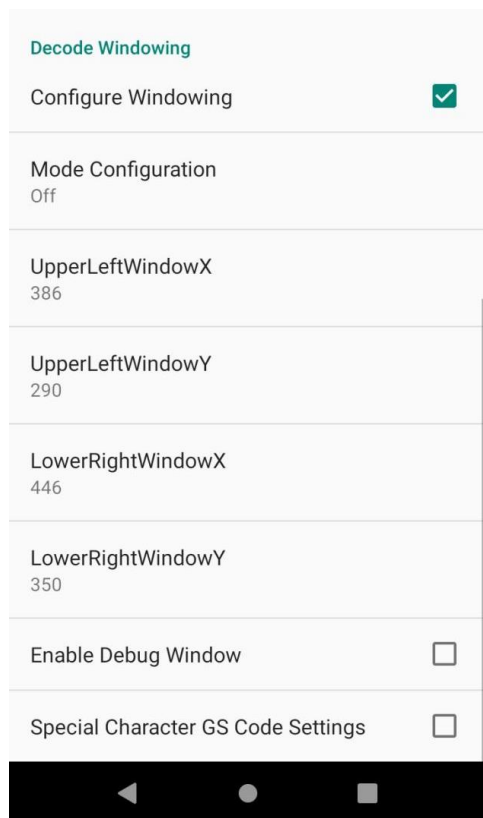 Decode Windowing
Configure Windowing
Mode Configuration
Off
UpperLeftWindowX
386
UpperLeftWindowY
290
LowerRightWindowX
446
LowerRightWindowY
350
Enable Debug Window
Special Character GS Code Settings